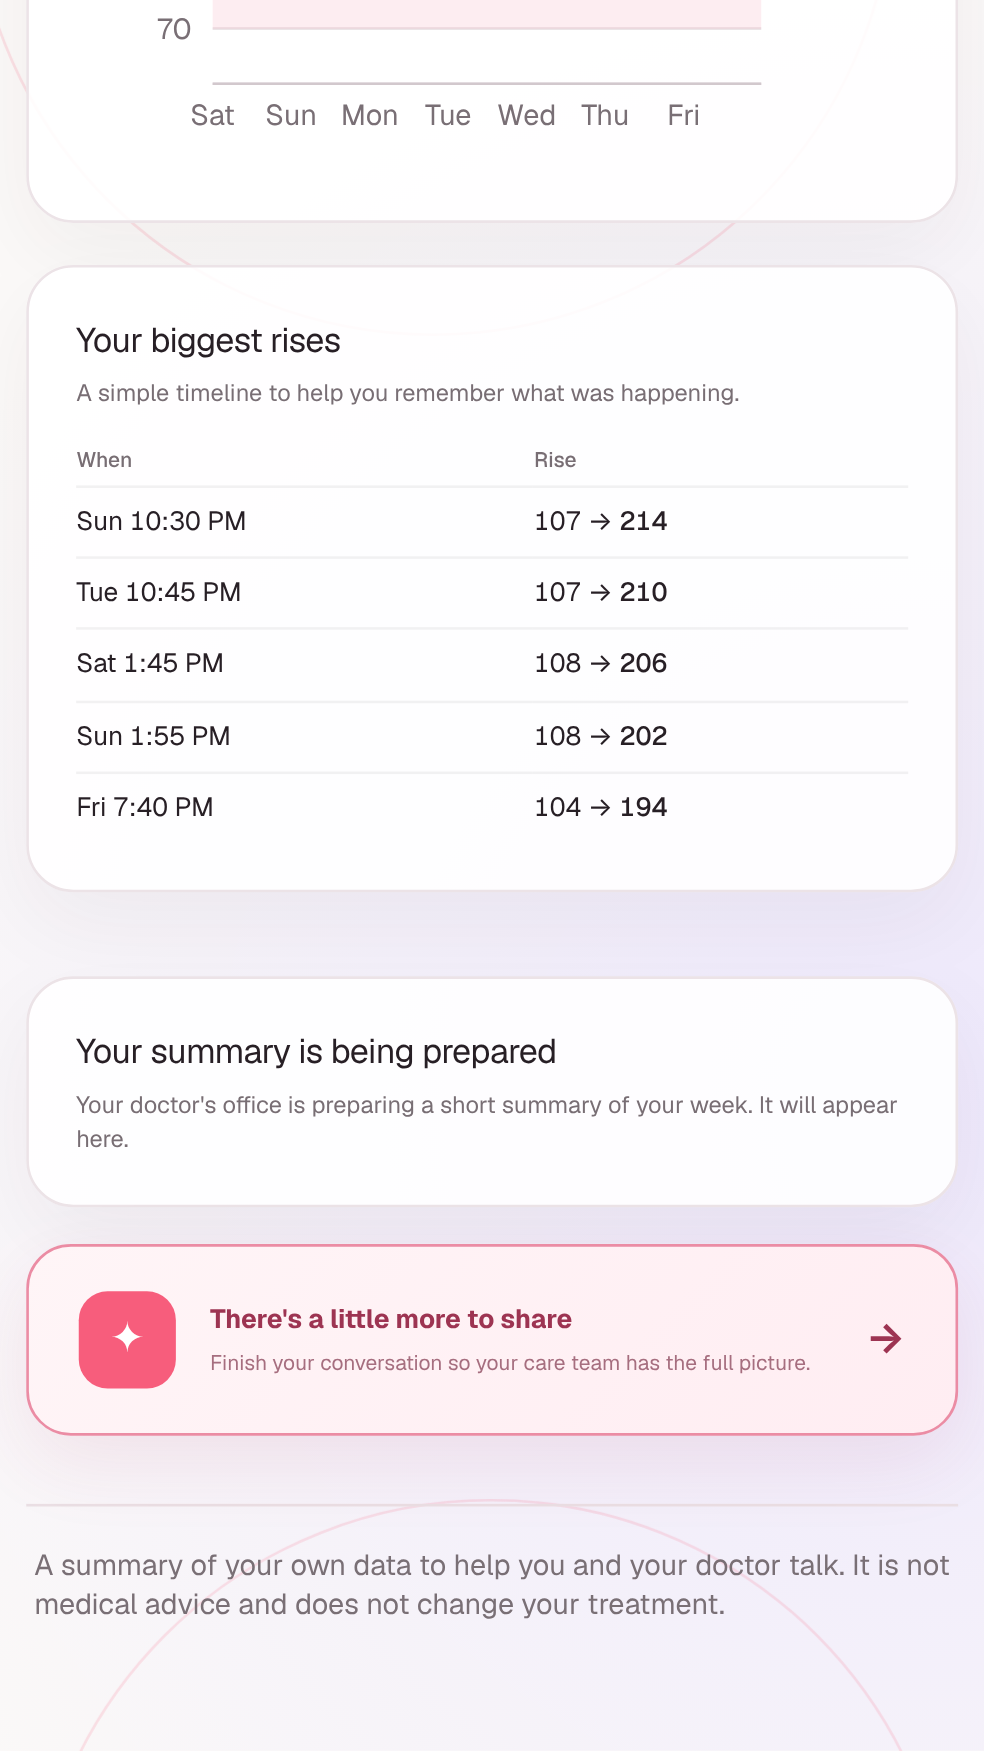 70
Sat Sun Mon Tue Wed Thu Fri
Your biggest rises
A simple timeline to help you remember what was happening.
When Rise
Sun 10:30 PM 107 → 214
Tue 10:45 PM 107 → 210
Sat 1:45 PM 108 → 206
Sun 1:55 PM 108 → 202
Fri 7:40 PM 104 → 194
Your summary is being prepared
Your doctor's office is preparing a short summary of your week. It will appear
here.
There's a little more to share
Finish your conversation so your care team has the full picture.
A summary of your own data to help you and your doctor talk. It is not
medical advice and does not change your treatment.